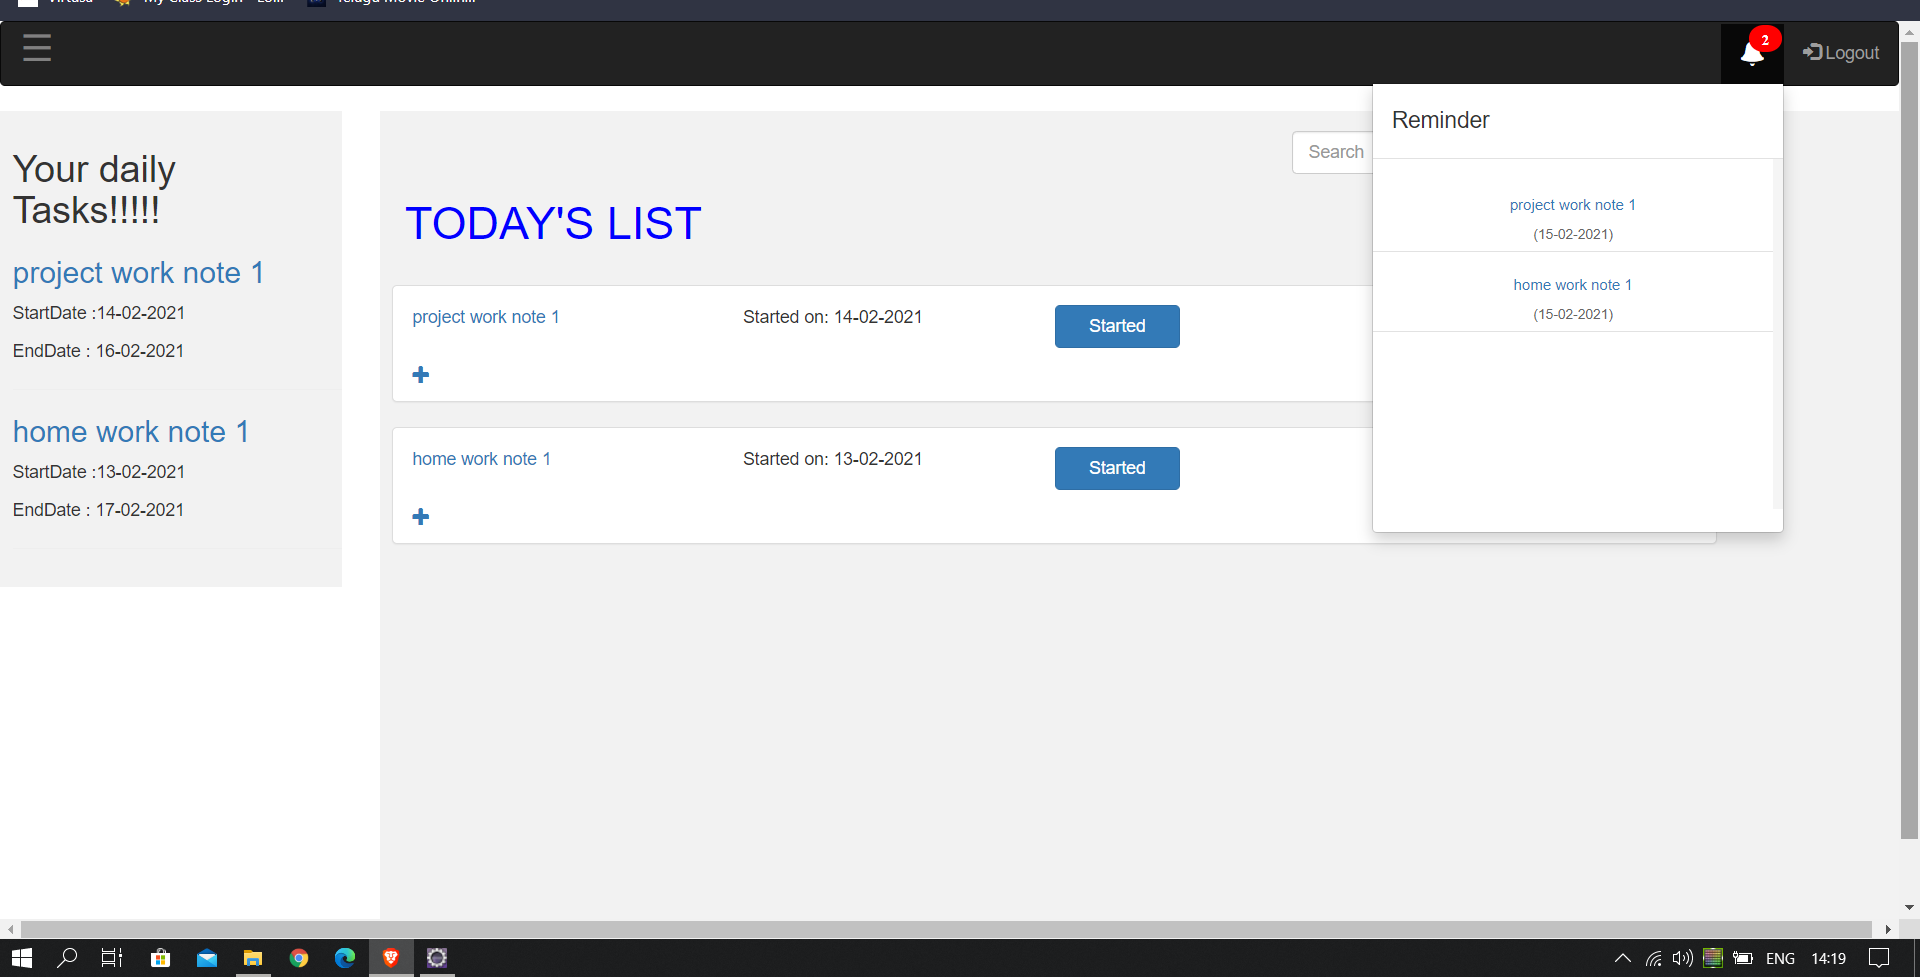 2
Logout
Reminder
project work note 1
(15-02-2021)
home work note 1
(15-02-2021)
Your daily
Tasks!!!!!
project work note 1
StartDate :14-02-2021
EndDate : 16-02-2021
home work note 1
StartDate :13-02-2021
EndDate : 17-02-2021
Search
TODAY'S LIST
project work note 1 Started on: 14-02-2021 Started
home work note 1 Started on: 13-02-2021 Started
ENG 14:19